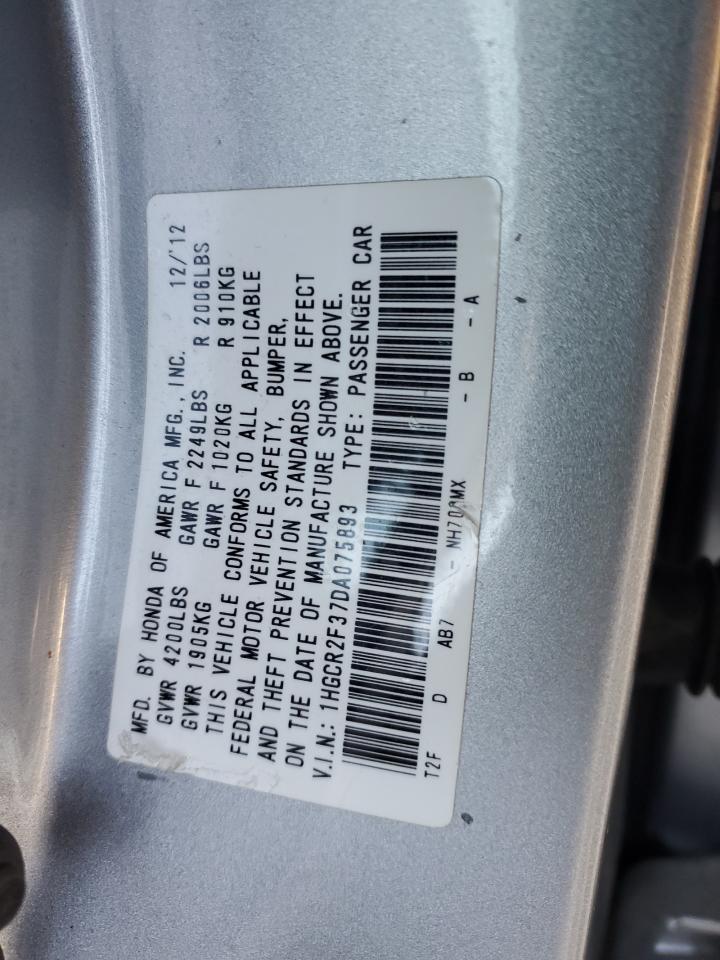 MFD. BY HONDA OF AMERICA MFG., INC. 12/'12
GVWR 4200LBS GAWR F 2249LBS R 2006LBS
GVWR 1905KG GAWR F 1020KG R 910KG
THIS VEHICLE CONFORMS TO ALL APPLICABLE
FEDERAL MOTOR VEHICLE SAFETY, BUMPER,
AND THEFT PREVENTION STANDARDS IN EFFECT
ON THE DATE OF MANUFACTURE SHOWN ABOVE.
V.I.N.: 1HGCR2F37DA075893 TYPE: PASSENGER CAR
T2F D AB7 - - B - A